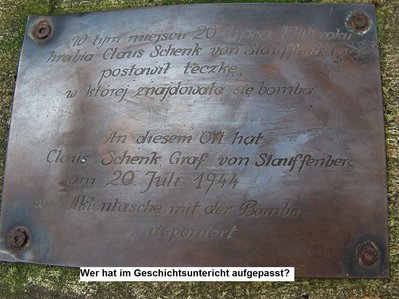 W tym miejscu 20 lipca 1944 roku
hrabia Claus Schenk von Stauffenberg
postawił teczkę,
w której znajdowała się bomba
An diesem Ort hat
Claus Schenk Graf von Stauffenberg
am 20 Juli 1944
die Aktentasche mit der Bombe
deponiert
Wer hat im Geschichtsuntericht aufgepasst?